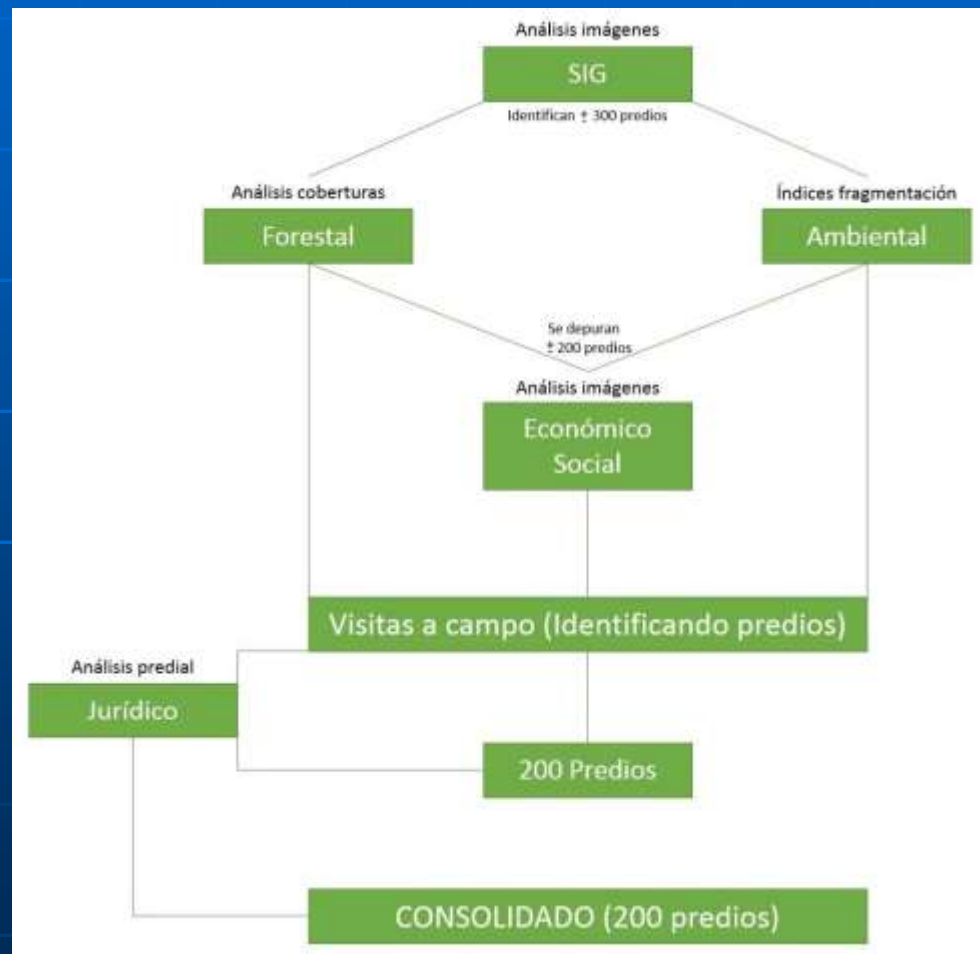 Análisis imágenes
SIG
Identifican ± 300 predios
Análisis coberturas
Forestal
Índices fragmentación
Ambiental
Se depuran
± 200 predios
Análisis imágenes
Económico
Social
Visitas a campo (Identificando predios)
Análisis predial
Jurídico
200 Predios
CONSOLIDADO (200 predios)